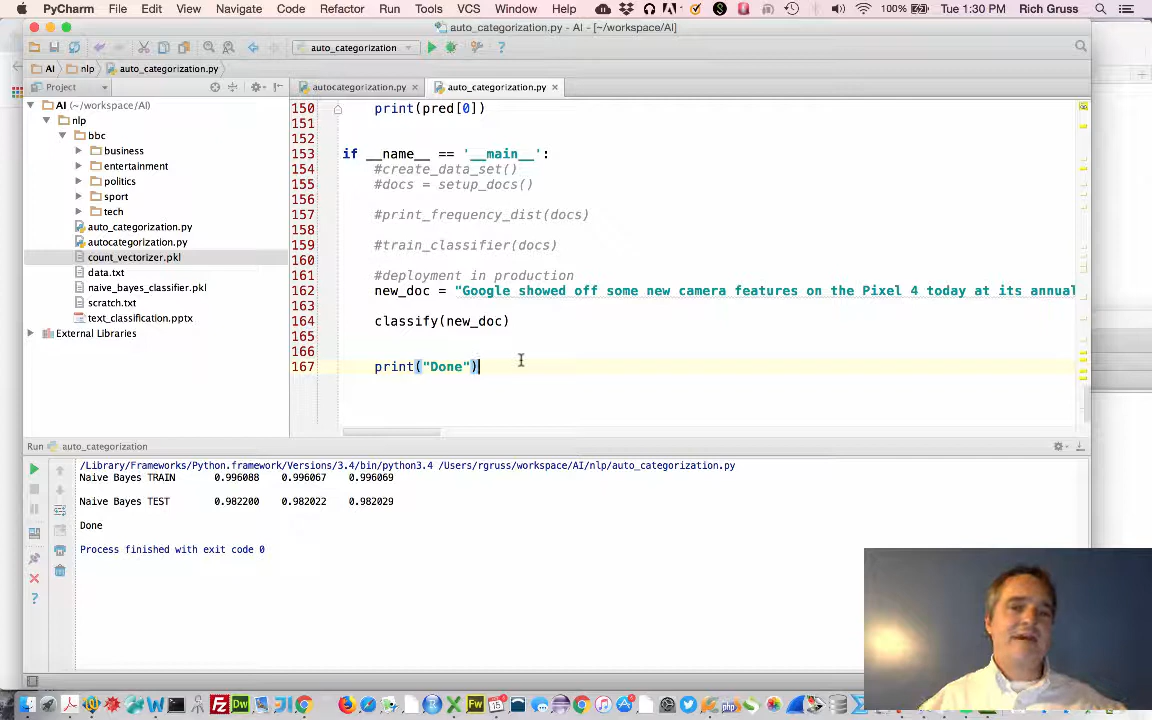 PyCharm File Edit View Navigate Code Refactor Run Tools VCS Window Help 100% Tue 1:30 PM Rich Gruss
auto_categorization.py - AI - [~/workspace/AI]
auto_categorization
AI nlp auto_categorization.py
Project autocategorization.py auto_categorization.py
AI (~/workspace/AI)
nlp
bbc
business
entertainment
politics
sport
tech
auto_categorization.py
autocategorization.py
count_vectorizer.pkl
data.txt
naive_bayes_classifier.pkl
scratch.txt
text_classification.pptx
External Libraries
150 print(pred[0])
151
152
153 if __name__ == '__main__':
154 #create_data_set()
155 #docs = setup_docs()
156
157 #print_frequency_dist(docs)
158
159 #train_classifier(docs)
160
161 #deployment in production
162 new_doc = "Google showed off some new camera features on the Pixel 4 today at its annual
163
164 classify(new_doc)
165
166
167 print("Done")
Run auto_categorization
/Library/Frameworks/Python.framework/Versions/3.4/bin/python3.4 /Users/rgruss/workspace/AI/nlp/auto_categorization.py
Naive Bayes TRAIN 0.996088 0.996067 0.996069
Naive Bayes TEST 0.982200 0.982022 0.982029
Done
Process finished with exit code 0